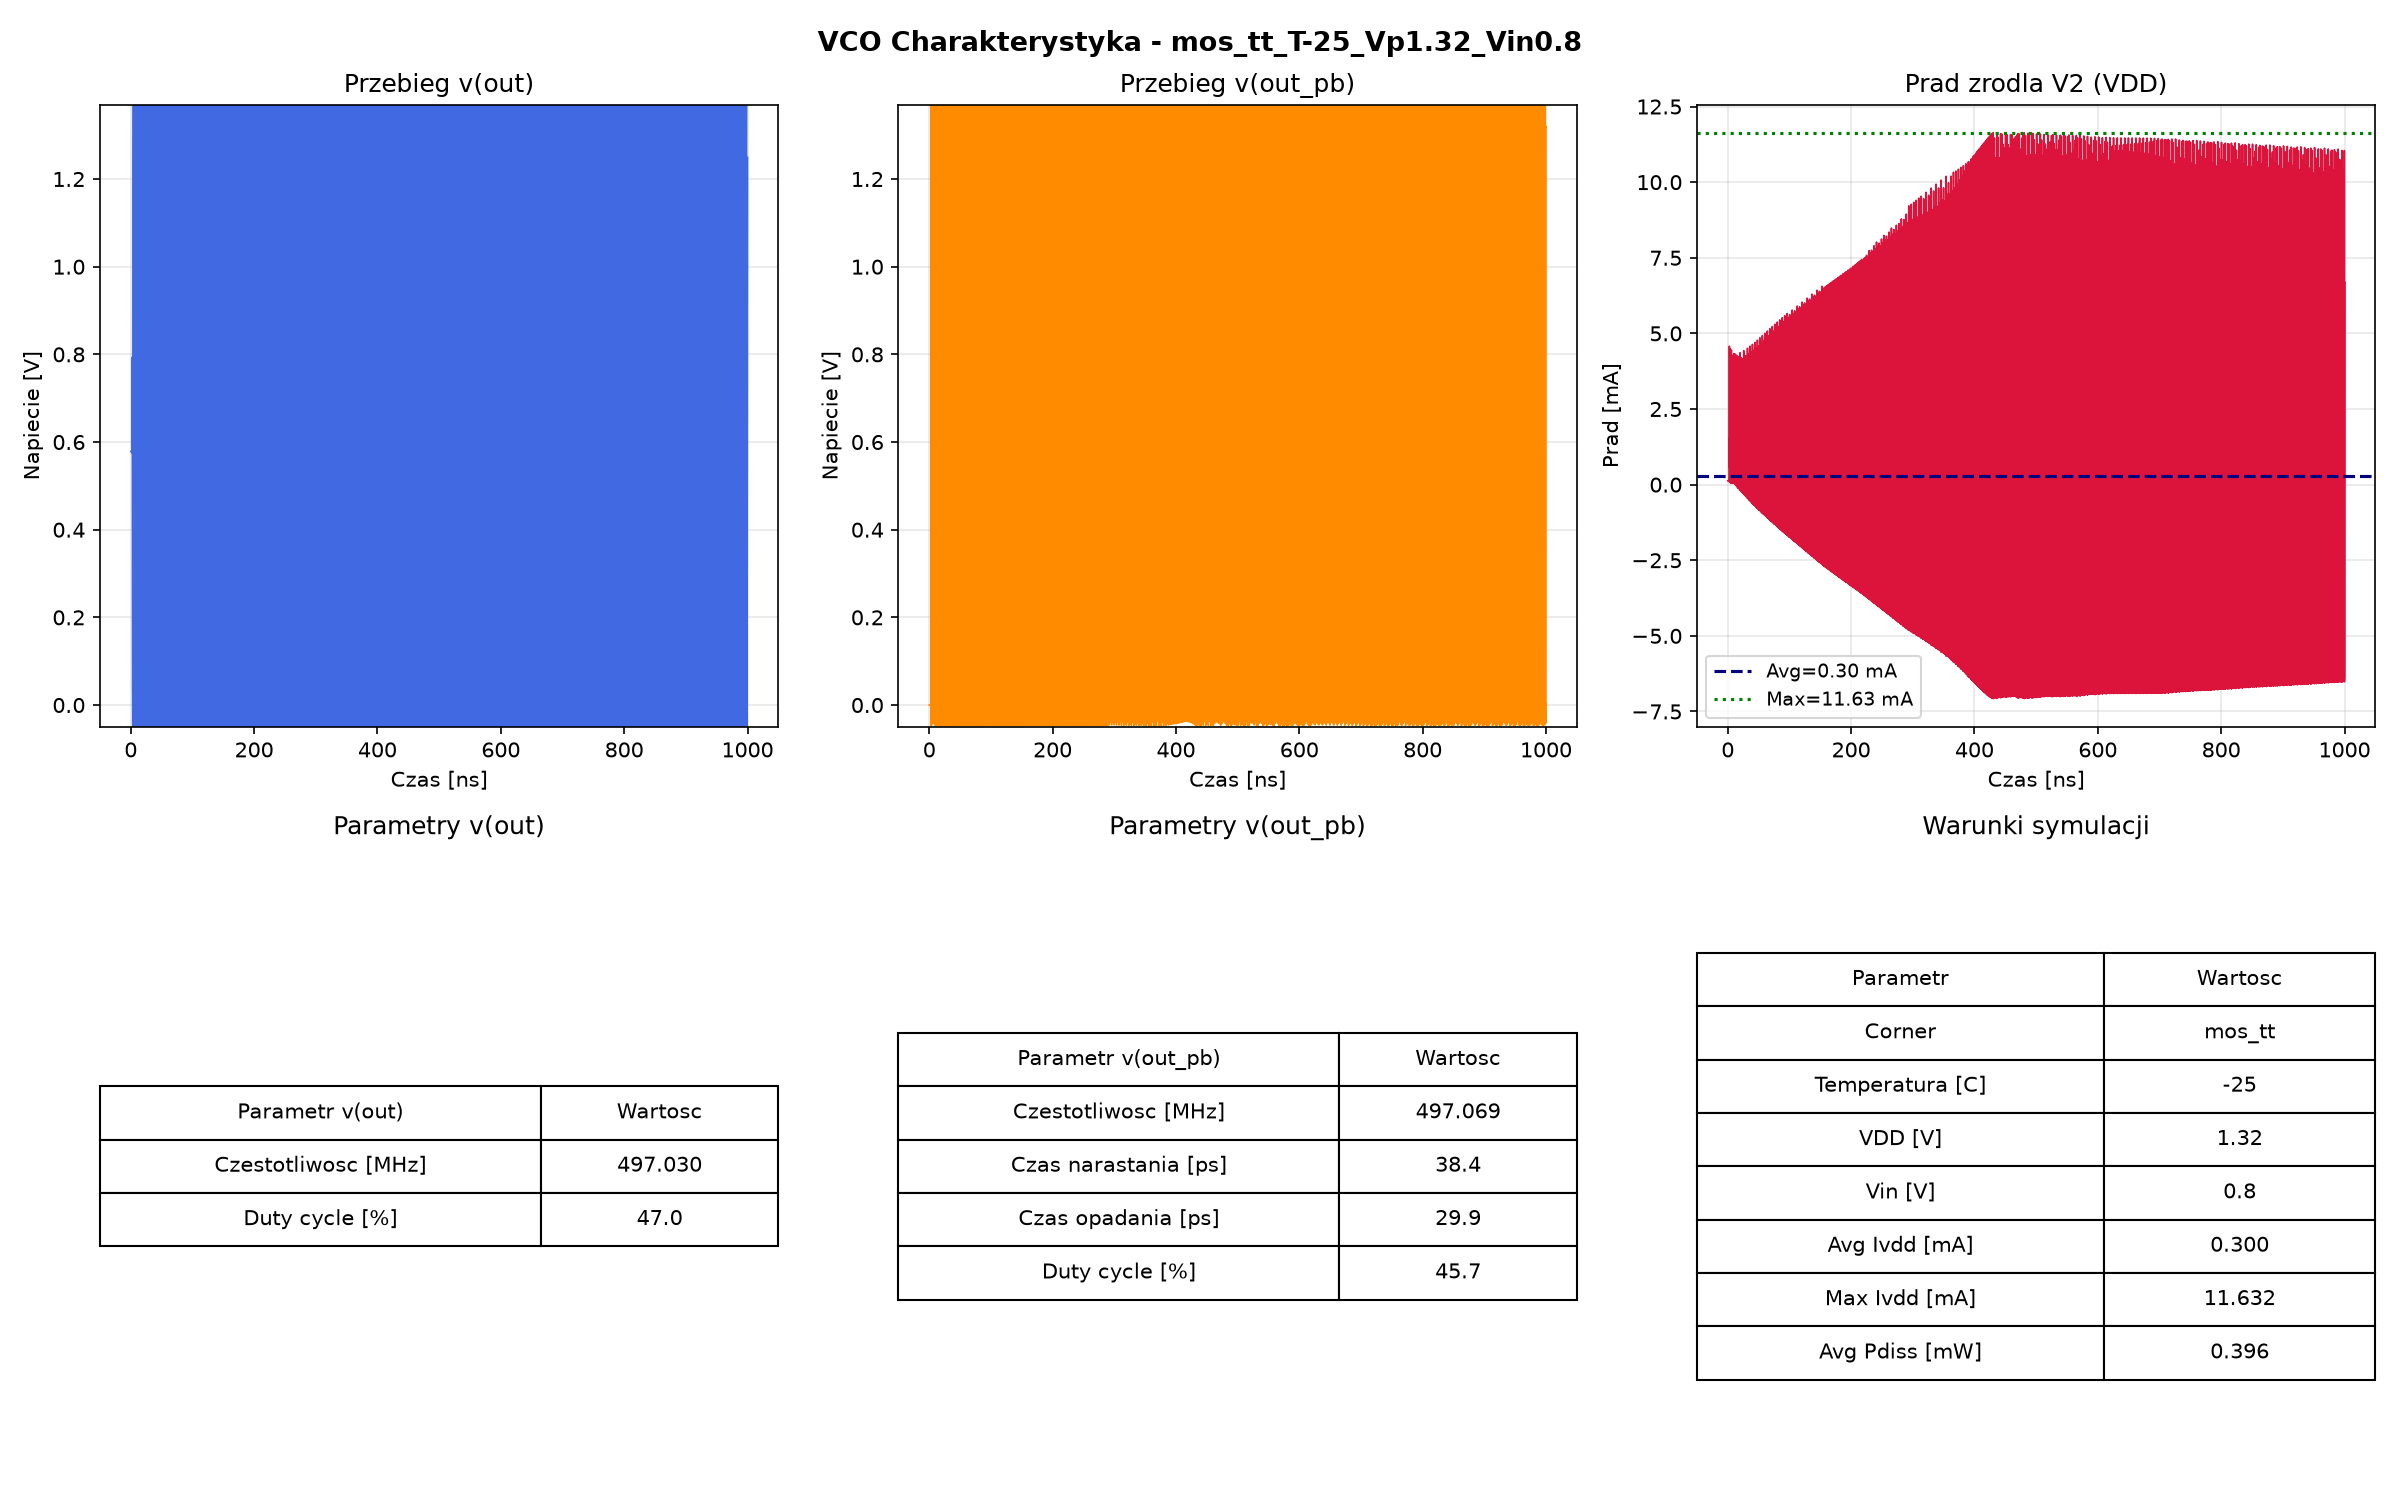 VCO Charakterystyka - mos_tt_T-25_Vp1.32_Vin0.8
Przebieg v(out)
Napiecie [V]
1.2
1.0
0.8
0.6
0.4
0.2
0.0
0 200 400 600 800 1000
Czas [ns]
Przebieg v(out_pb)
Napiecie [V]
1.2
1.0
0.8
0.6
0.4
0.2
0.0
0 200 400 600 800 1000
Czas [ns]
Prad zrodla V2 (VDD)
Prad [mA]
12.5
10.0
7.5
5.0
2.5
0.0
−2.5
−5.0
−7.5
Avg=0.30 mA
Max=11.63 mA
0 200 400 600 800 1000
Czas [ns]
Parametry v(out)
Parametr v(out) Wartosc
Czestotliwosc [MHz] 497.030
Duty cycle [%] 47.0
Parametry v(out_pb)
Parametr v(out_pb) Wartosc
Czestotliwosc [MHz] 497.069
Czas narastania [ps] 38.4
Czas opadania [ps] 29.9
Duty cycle [%] 45.7
Warunki symulacji
Parametr Wartosc
Corner mos_tt
Temperatura [C] -25
VDD [V] 1.32
Vin [V] 0.8
Avg Ivdd [mA] 0.300
Max Ivdd [mA] 11.632
Avg Pdiss [mW] 0.396